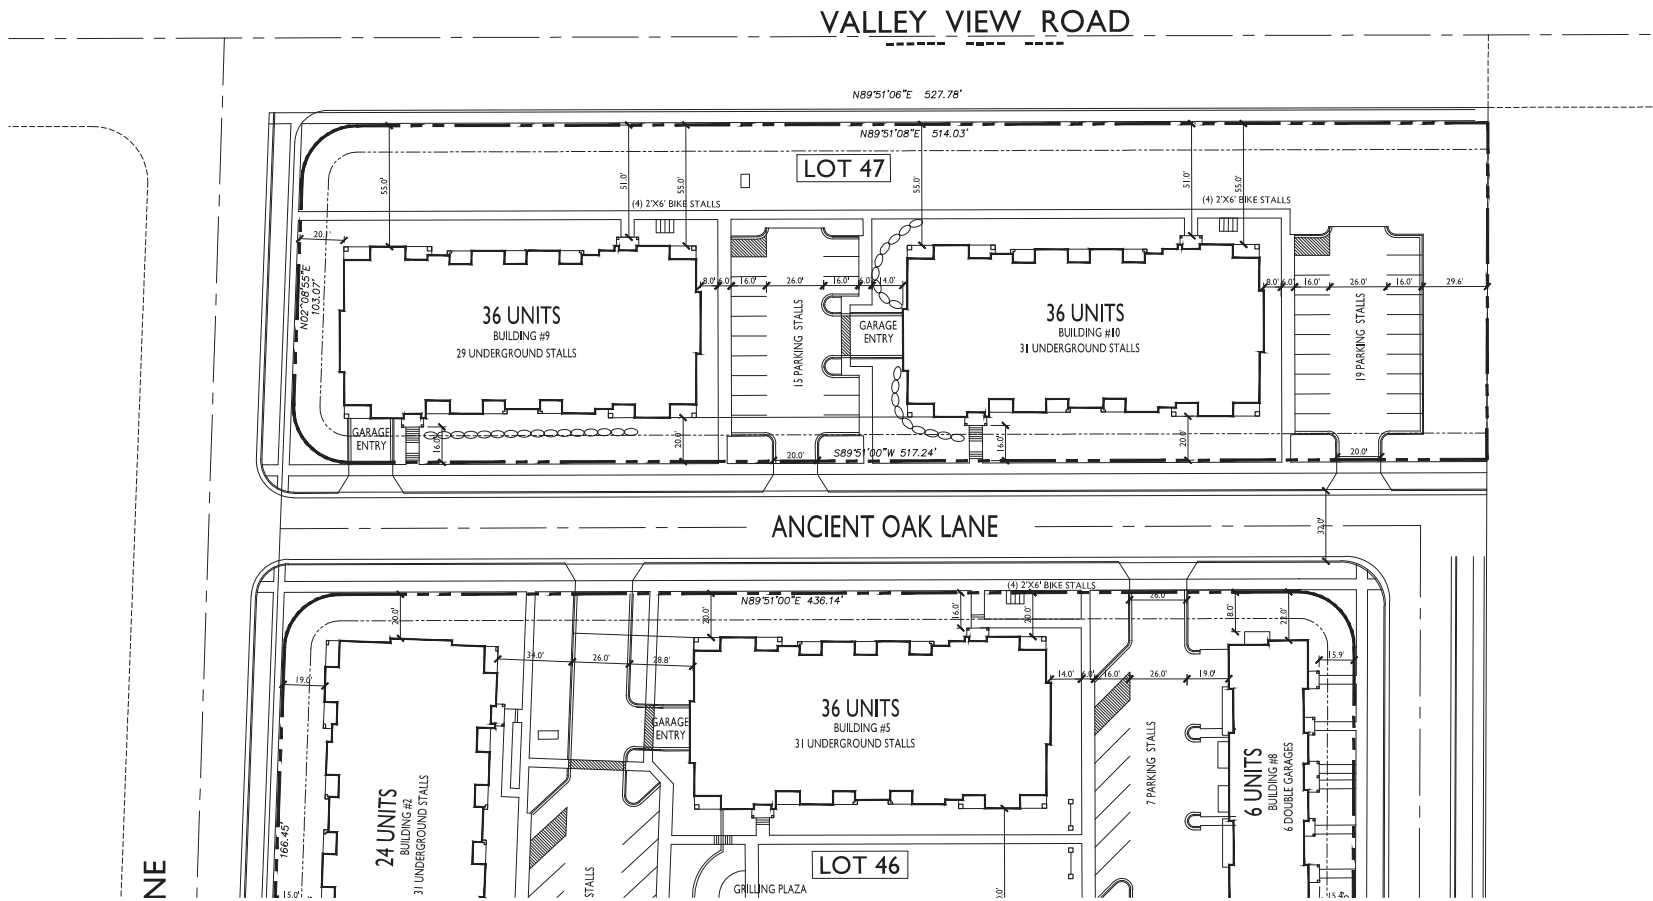 VALLEY VIEW ROAD
N89°51'06"E 527.78'
N89°51'08"E 514.03'
LOT 47
55.0'
51.0'
55.0'
55.0'
51.0'
55.0'
(4) 2'X6' BIKE STALLS
(4) 2'X6' BIKE STALLS
20.1'
N02°08'55"E
103.07'
8.0'
6.0'
16.0'
26.0'
16.0'
6.0'
14.0'
8.0'
6.0'
16.0'
26.0'
16.0'
29.6'
36 UNITS
BUILDING #9
29 UNDERGROUND STALLS
15 PARKING STALLS
GARAGE
ENTRY
36 UNITS
BUILDING #10
31 UNDERGROUND STALLS
19 PARKING STALLS
GARAGE
ENTRY
16.0'
20.0'
20.0'
S89°51'00"W 517.24'
16.0'
20.0'
20.0'
ANCIENT OAK LANE
32.0'
(4) 2'X6' BIKE STALLS
N89°51'00"E 436.14'
20.0'
20.0'
16.0'
20.0'
26.0'
18.0'
22.0'
34.0'
26.0'
28.8'
19.0'
14.0'
6.0'
16.0'
26.0'
19.0'
15.9'
36 UNITS
BUILDING #5
31 UNDERGROUND STALLS
GARAGE
ENTRY
7 PARKING STALLS
6 UNITS
BUILDING #8
6 DOUBLE GARAGES
24 UNITS
BUILDING #2
31 UNDERGROUND STALLS
166.45'
LOT 46
GRILLING PLAZA
STALLS
15.0'
NE